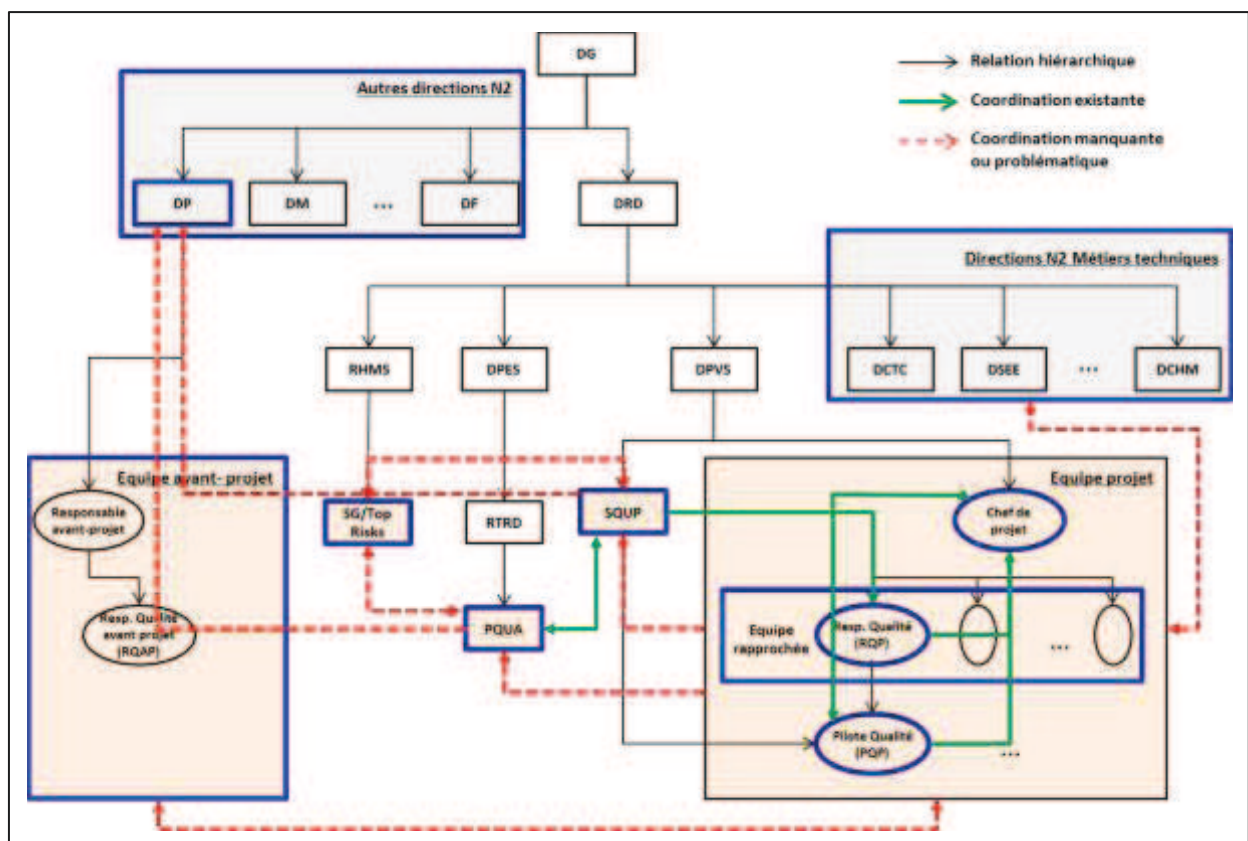 DG
Relation hiérarchique
Coordination existante
Coordination manquante
ou problématique
Autres directions N2
DP
DM
...
DF
DRD
Directions N2 Métiers techniques
RHMS
DPES
DPVS
DCTC
DSEE
...
DCHM
Equipe avant- projet
Responsable
avant-projet
Resp. Qualité
avant projet
(RQAP)
SG/Top
Risks
RTRD
SQUP
PQUA
Equipe projet
Chef de
projet
Equipe
rapprochée
Resp. Qualité
(RQP)
...
Pilote Qualité
(PQP)
...